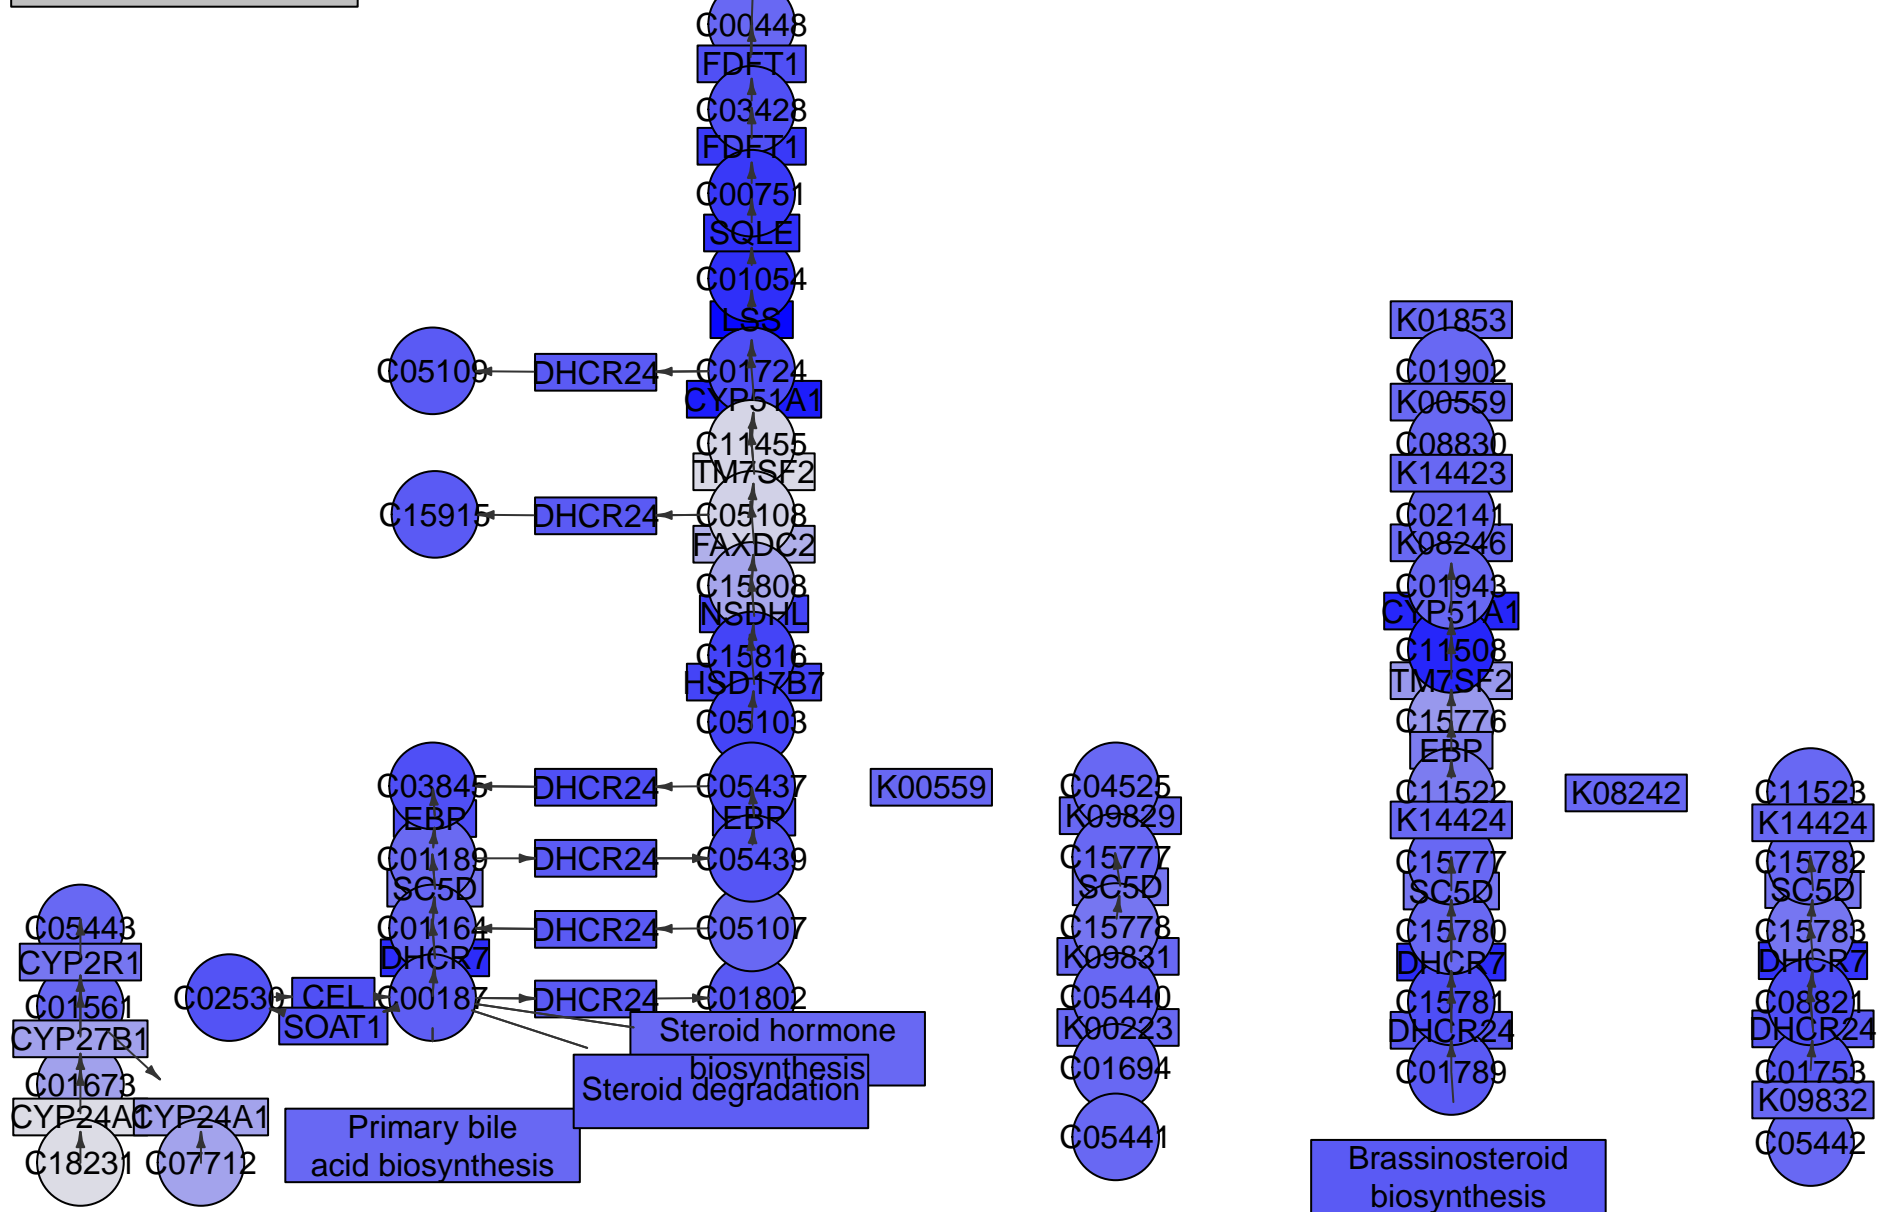 C00448
FDFT1
C03428
FDFT1
C00751
SQLE
C01054
LSS
C05109
DHCR24
C01724
CYP51A1
C11455
TM7SF2
C15915
DHCR24
C05108
FAXDC2
C15808
NSDHL
C15816
HSD17B7
C05103
C03845
DHCR24
C05437
EBP
EBP
C01189
DHCR24
C05439
SC5D
C01164
DHCR24
C05107
DHCR7
C02530
CEL
SOAT1
C00187
DHCR24
C01802
C05443
CYP2R1
C01561
CYP27B1
C01673
CYP24A1
CYP24A1
C18231
C07712
Steroid hormone
biosynthesis
Steroid degradation
Primary bile
acid biosynthesis
K00559
C04525
K09829
C15777
SC5D
C15778
K09831
C05440
K00223
C01694
C05441
K01853
C01902
K00559
C08830
K14423
C02141
K08246
C01943
CYP51A1
C11508
TM7SF2
C15776
EBP
C11522
K14424
C15777
SC5D
C15780
DHCR7
C15781
DHCR24
C01789
Brassinosteroid
biosynthesis
K08242
C11523
K14424
C15782
SC5D
C15783
DHCR7
C08821
DHCR24
C01753
K09832
C05442